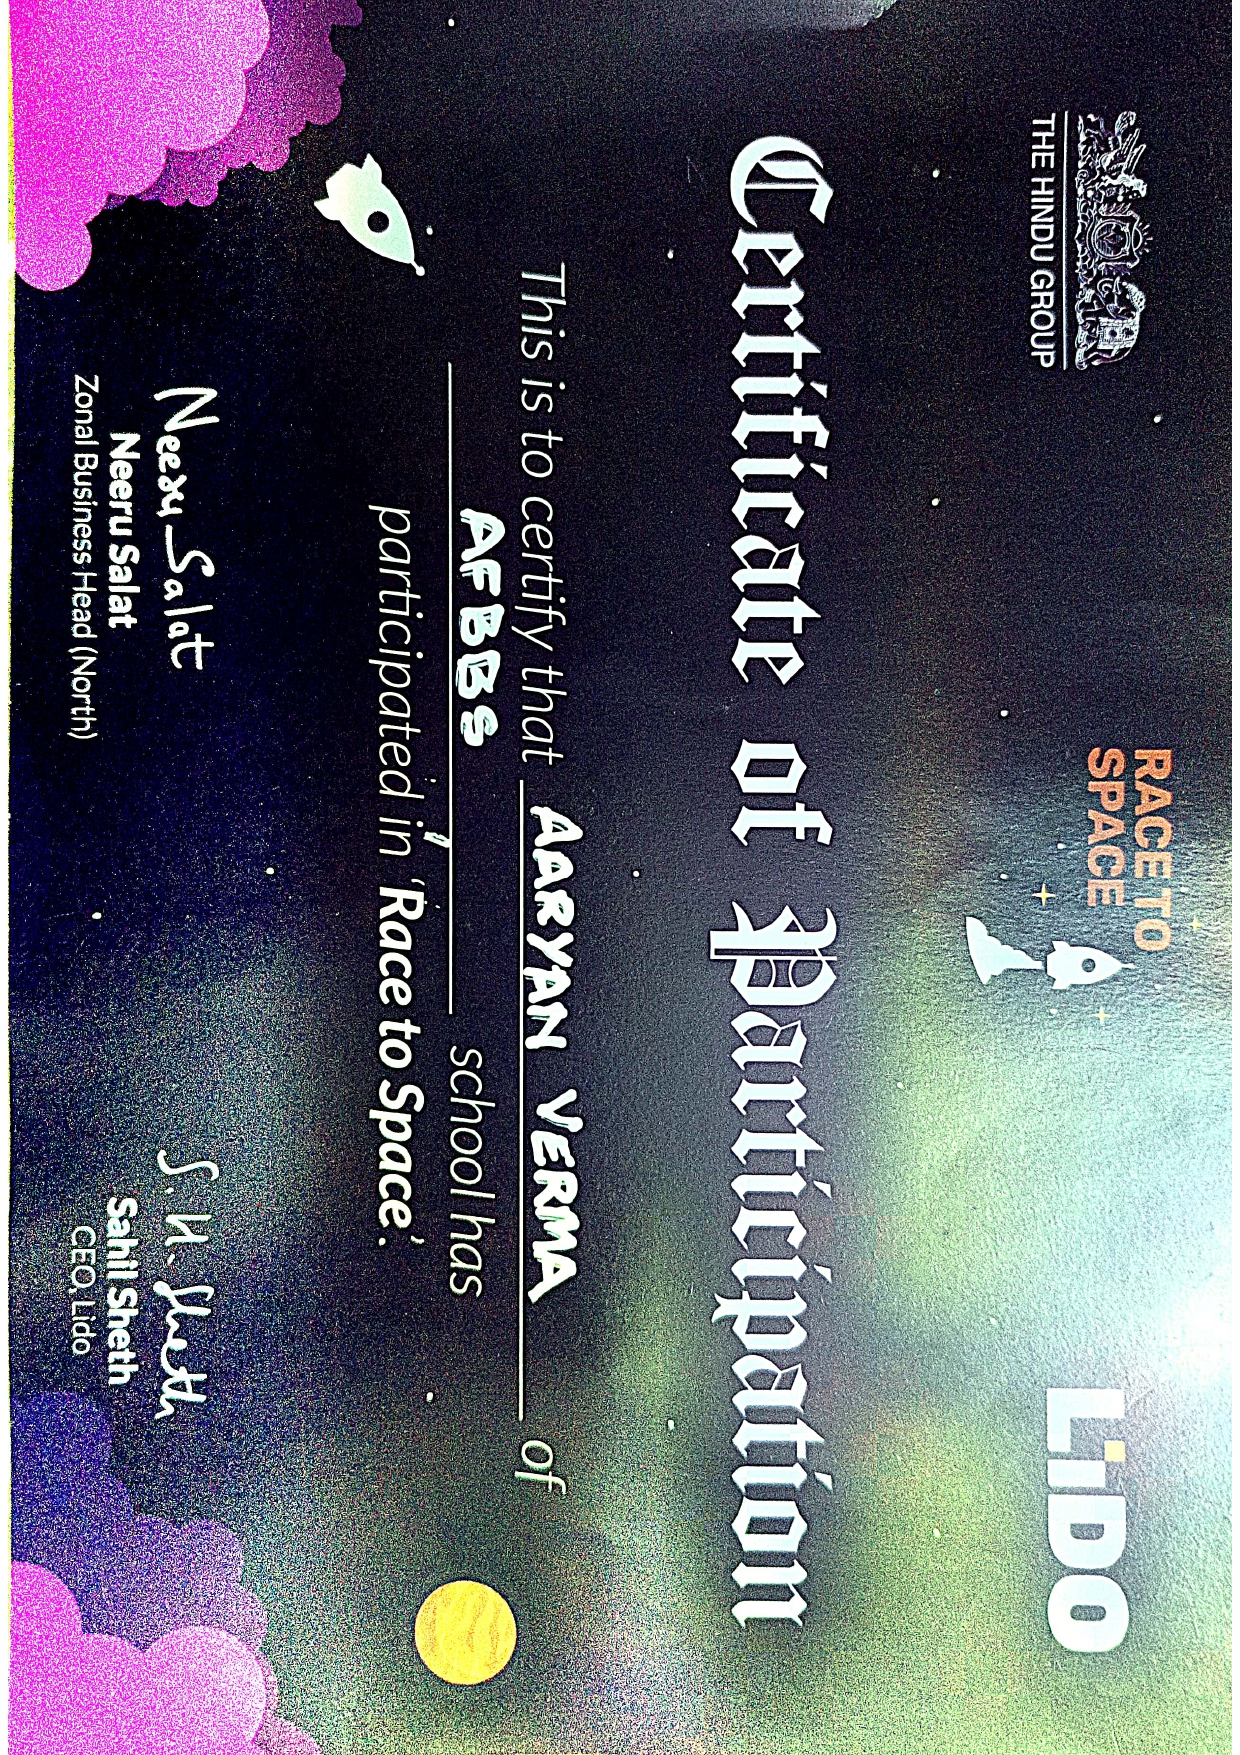 THE HINDU GROUP
RACE TO
SPACE
LiDO
Certificate of Participation
This is to certify that AARYAN VERMA of
AFBBS school has
participated in ‘Race to Space’.
Neeru Salat
S. H. Sheth
Neeru Salat
Sahil Sheth
Zonal Business Head (North)
CEO, Lido